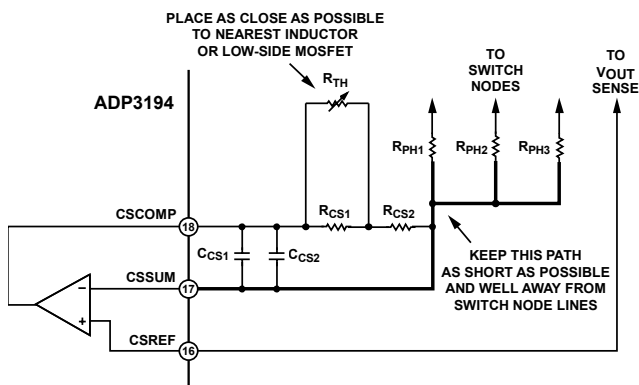 PLACE AS CLOSE AS POSSIBLE
TO NEAREST INDUCTOR
OR LOW-SIDE MOSFET
TO
SWITCH
NODES
TO
VOUT
SENSE
ADP3194
RTH
RPH1
RPH2
RPH3
CSCOMP
18
RCS1
RCS2
CCS1
CCS2
KEEP THIS PATH
AS SHORT AS POSSIBLE
AND WELL AWAY FROM
SWITCH NODE LINES
CSSUM
17
–
+
CSREF
16